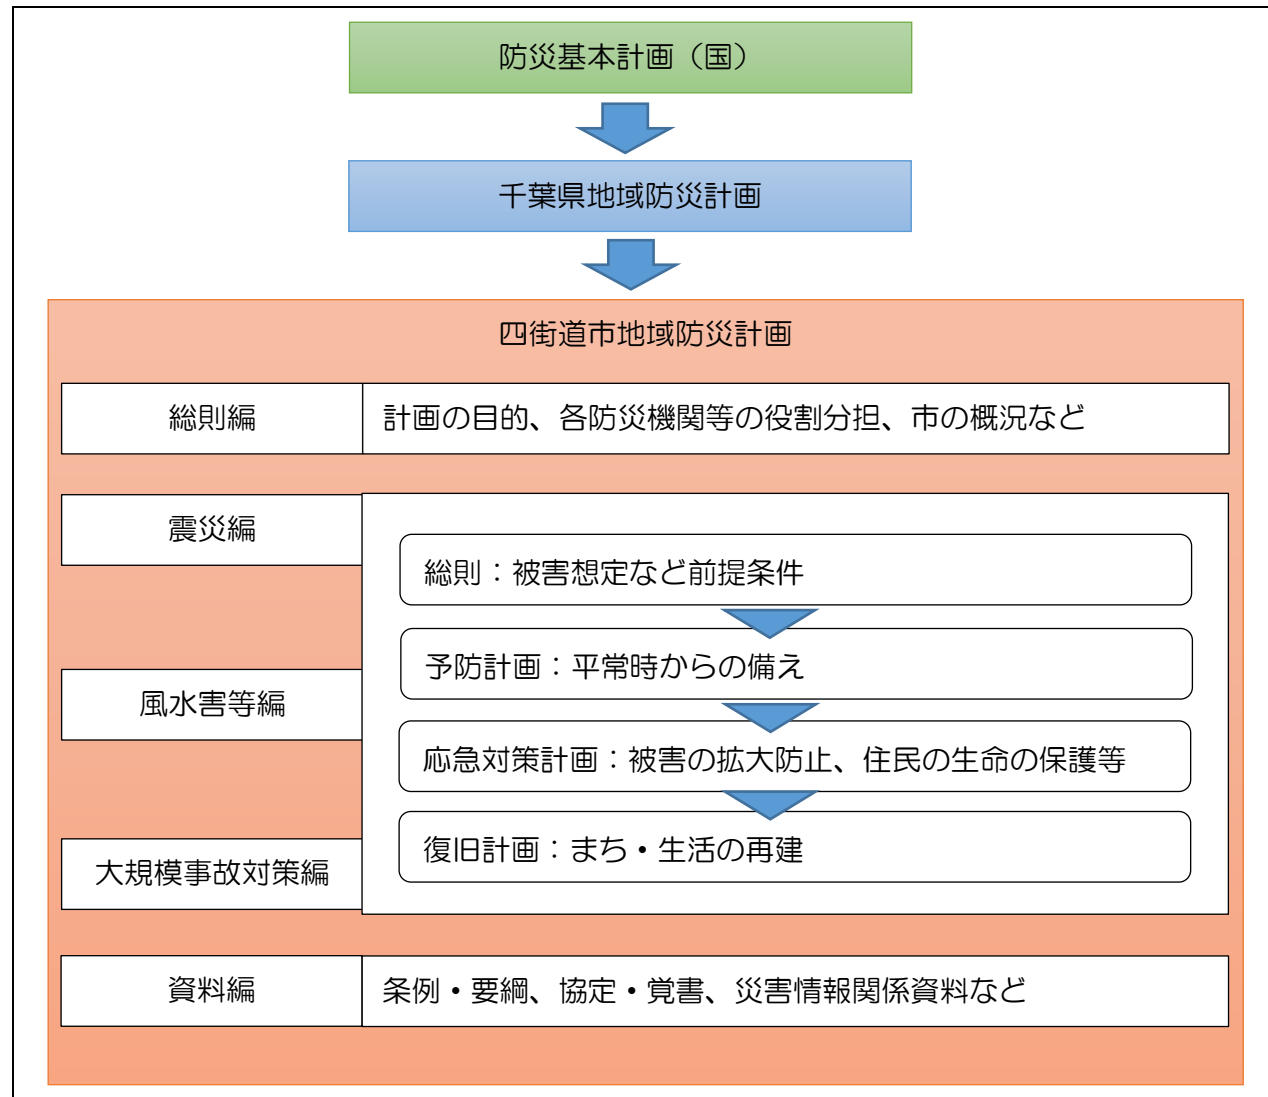 防災基本計画（国）
千葉県地域防災計画
四街道市地域防災計画
総則編
計画の目的、各防災機関等の役割分担、市の概況など
震災編
風水害等編
大規模事故対策編
総則：被害想定など前提条件
予防計画：平常時からの備え
応急対策計画：被害の拡大防止、住民の生命の保護等
復旧計画：まち・生活の再建
資料編
条例・要綱、協定・覚書、災害情報関係資料など